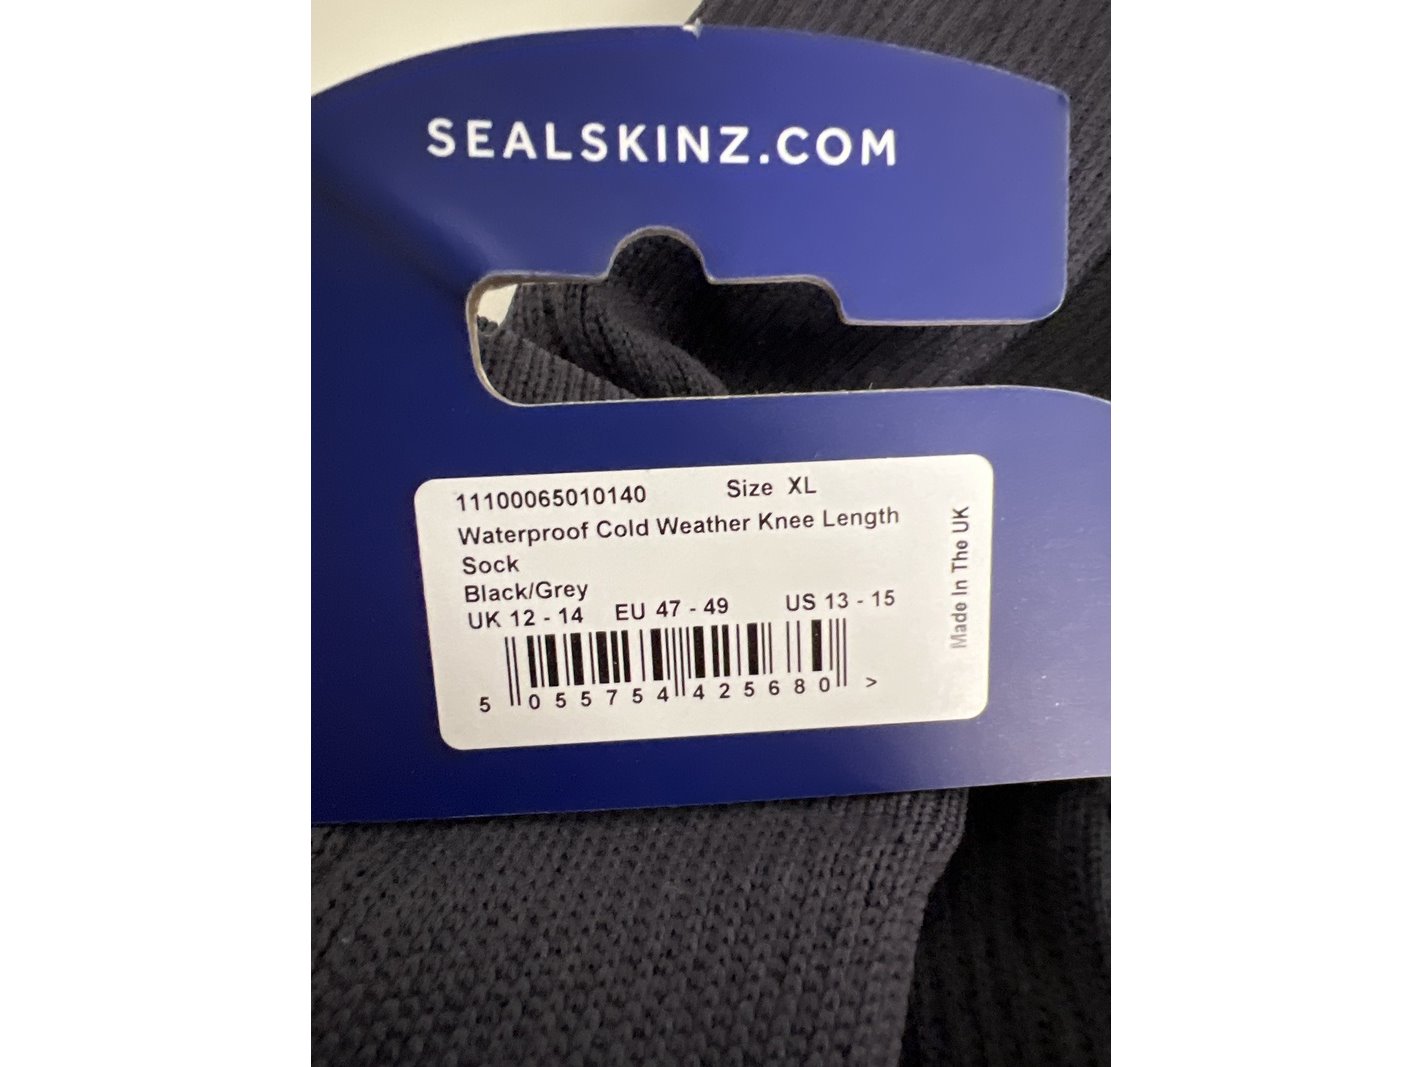 SEALSKINZ.COM
11100065010140 Size XL
Waterproof Cold Weather Knee Length
Sock
Black/Grey
UK 12 - 14 EU 47 - 49 US 13 - 15
5 055754 425680 >
Made In The UK